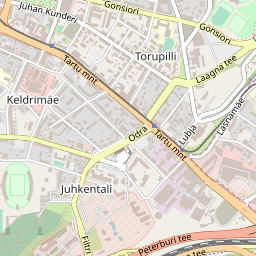 Juhan Kunderi
Gonsiori
Gonsiori
Torupilli
Tartu mnt
Laagna tee
Keldrimäe
Lasnamäe
Lubja
Odra
Tartu mnt
Juhkentali
Filtri
Peterburi tee